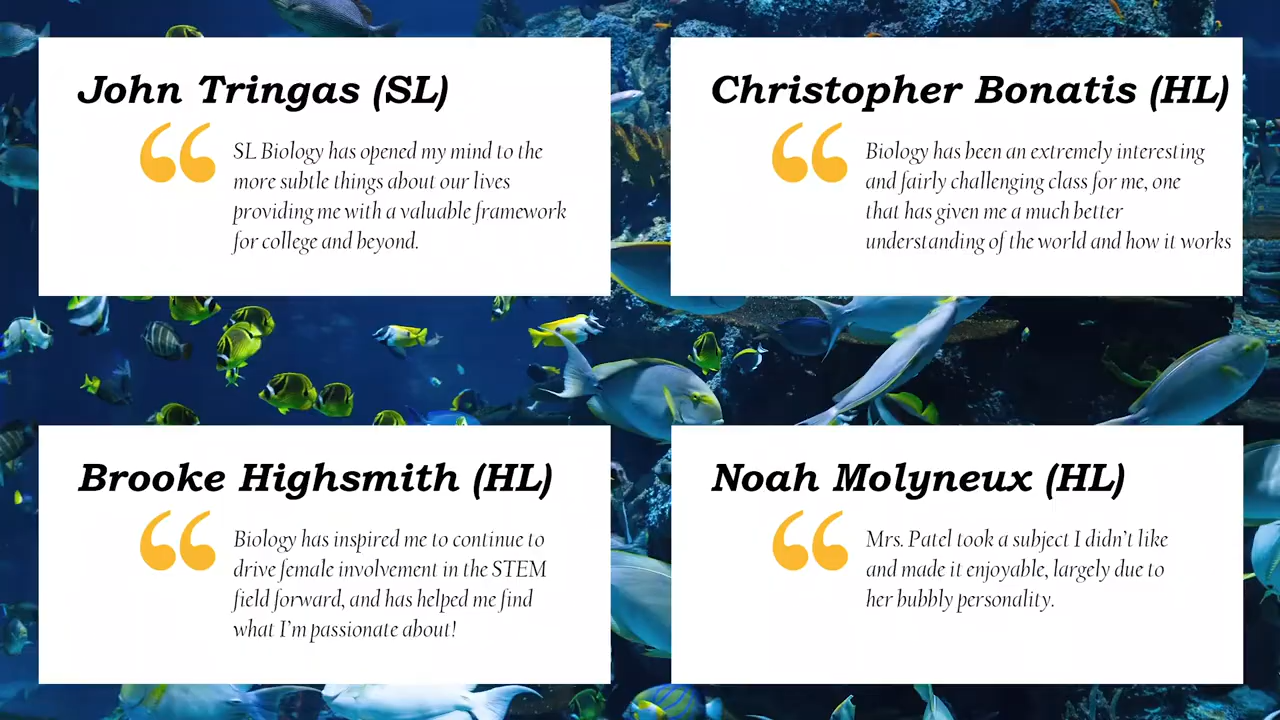 John Tringas (SL)
“
SL Biology has opened my mind to the
more subtle things about our lives
providing me with a valuable framework
for college and beyond.
Christopher Bonatis (HL)
“
Biology has been an extremely interesting
and fairly challenging class for me, one
that has given me a much better
understanding of the world and how it works
Brooke Highsmith (HL)
“
Biology has inspired me to continue to
drive female involvement in the STEM
field forward, and has helped me find
what I’m passionate about!
Noah Molyneux (HL)
“
Mrs. Patel took a subject I didn’t like
and made it enjoyable, largely due to
her bubbly personality.